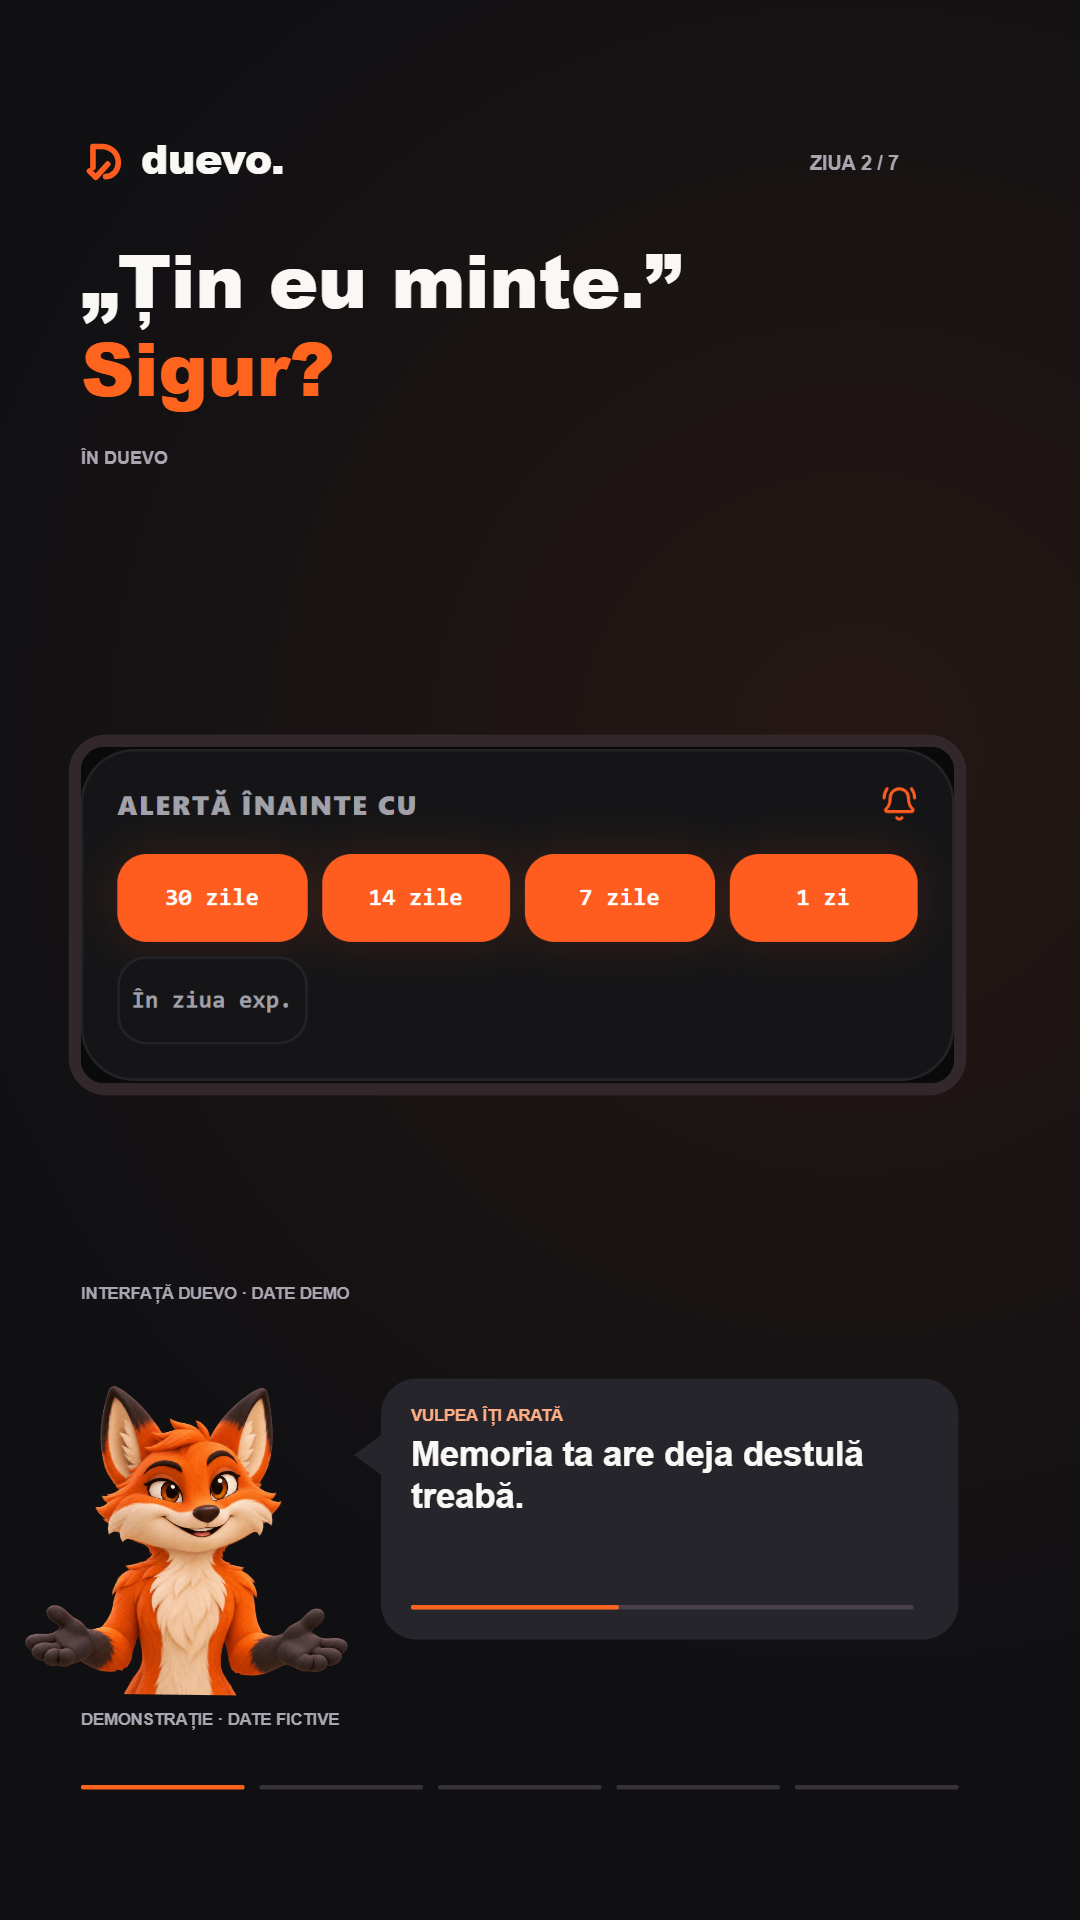 duevo.
ZIUA 2 / 7
„Țin eu minte.”
Sigur?
ÎN DUEVO
ALERTĂ ÎNAINTE CU
30 zile
14 zile
7 zile
1 zi
În ziua exp.
INTERFAȚĂ DUEVO · DATE DEMO
VULPEA ÎȚI ARATĂ
Memoria ta are deja destulă
treabă.
DEMONSTRAȚIE · DATE FICTIVE